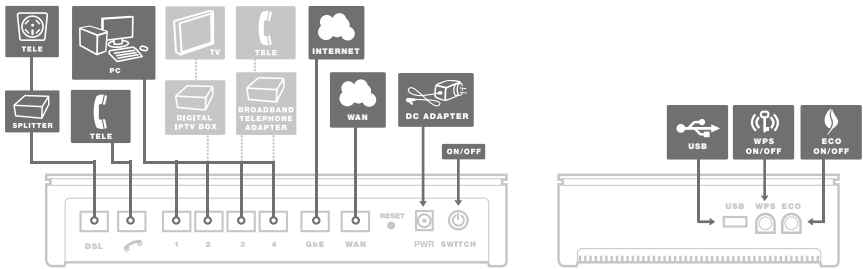 TELE
PC
TV
TELE
INTERNET
SPLITTER
TELE
DIGITAL
IPTV BOX
BROADBAND
TELEPHONE
ADAPTER
WAN
DC ADAPTER
ON/OFF
DSL
1
2
3
4
GbE
WAN
RESET
PWR
SWITCH
USB
WPS
ON/OFF
ECO
ON/OFF
USB
WPS
ECO